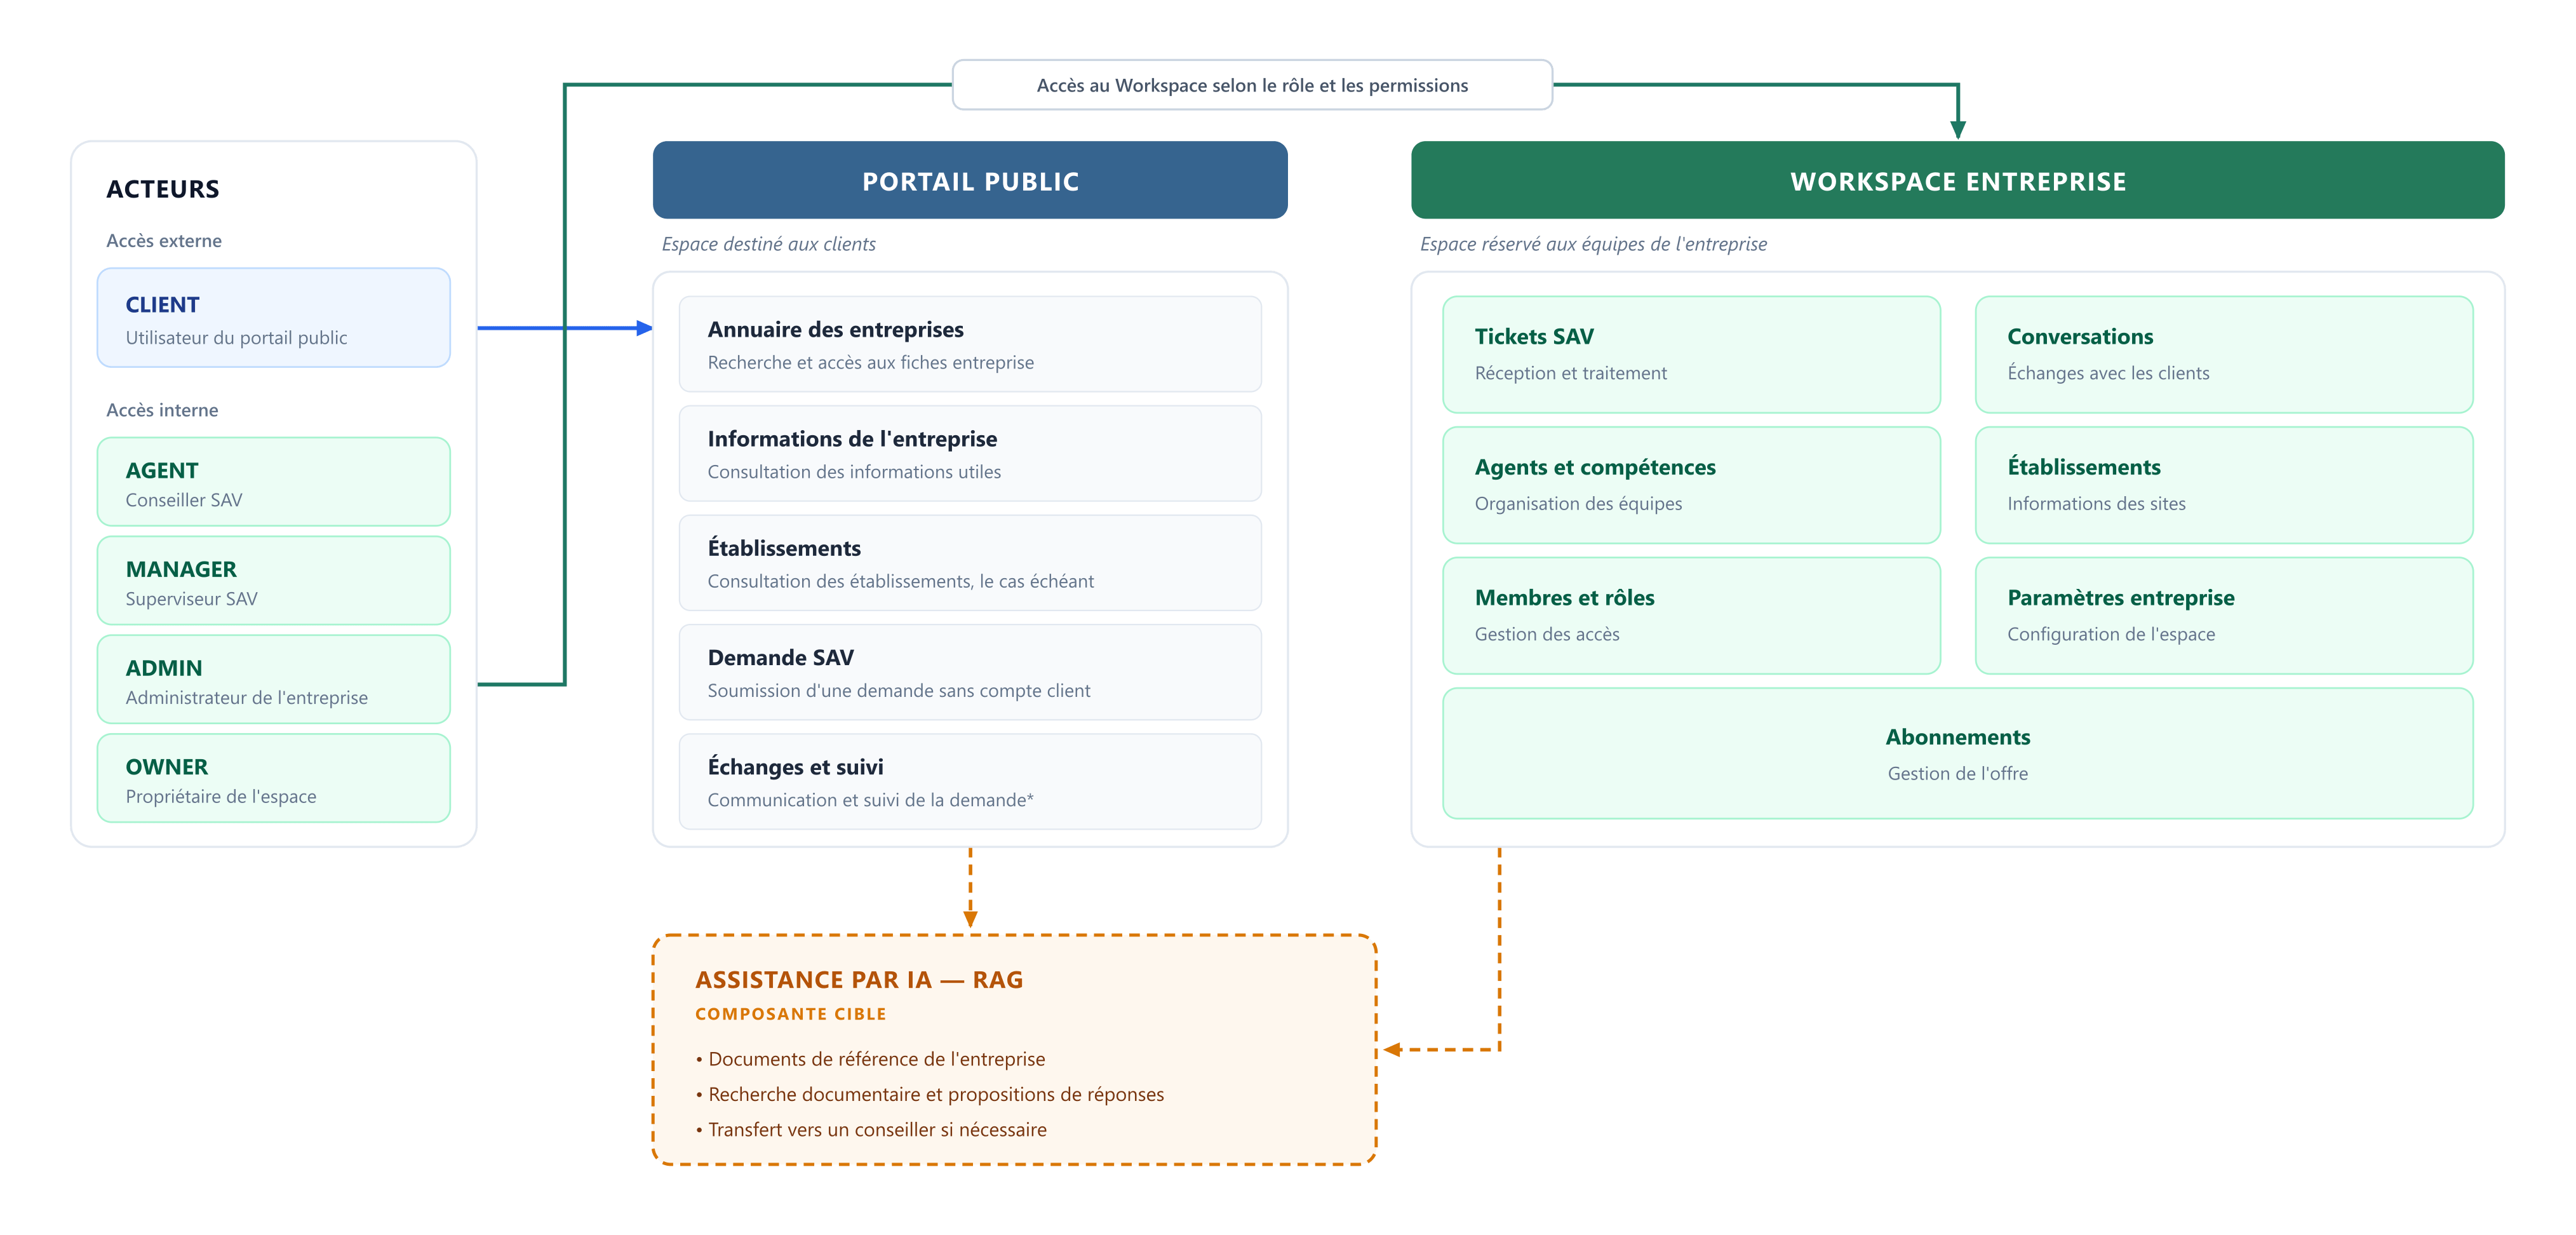 Accès au Workspace selon le rôle et les permissions
ACTEURS
Accès externe
CLIENT
Utilisateur du portail public
Accès interne
AGENT
Conseiller SAV
MANAGER
Superviseur SAV
ADMIN
Administrateur de l'entreprise
OWNER
Propriétaire de l'espace
PORTAIL PUBLIC
Espace destiné aux clients
Annuaire des entreprises
Recherche et accès aux fiches entreprise
Informations de l'entreprise
Consultation des informations utiles
Établissements
Consultation des établissements, le cas échéant
Demande SAV
Soumission d'une demande sans compte client
Échanges et suivi
Communication et suivi de la demande*
WORKSPACE ENTREPRISE
Espace réservé aux équipes de l'entreprise
Tickets SAV
Réception et traitement
Conversations
Échanges avec les clients
Agents et compétences
Organisation des équipes
Établissements
Informations des sites
Membres et rôles
Gestion des accès
Paramètres entreprise
Configuration de l'espace
Abonnements
Gestion de l'offre
ASSISTANCE PAR IA — RAG
COMPOSANTE CIBLE
• Documents de référence de l'entreprise
• Recherche documentaire et propositions de réponses
• Transfert vers un conseiller si nécessaire